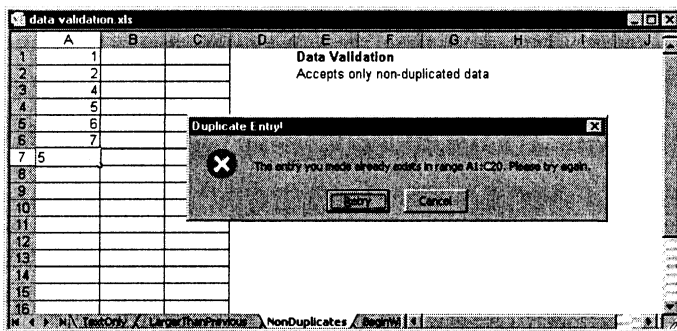 data validation.xls
A B C D E F G H I J
1 1 Data Validation
2 2 Accepts only non-duplicated data
3 4
4 5
5 6
6 7
7 5
8
9
10
11
12
13
14
15
16
Duplicate Entry!
The entry you made already exists in range A1:C20. Please try again.
Retry Cancel
TextOnly LargerThanPrevious NonDuplicates